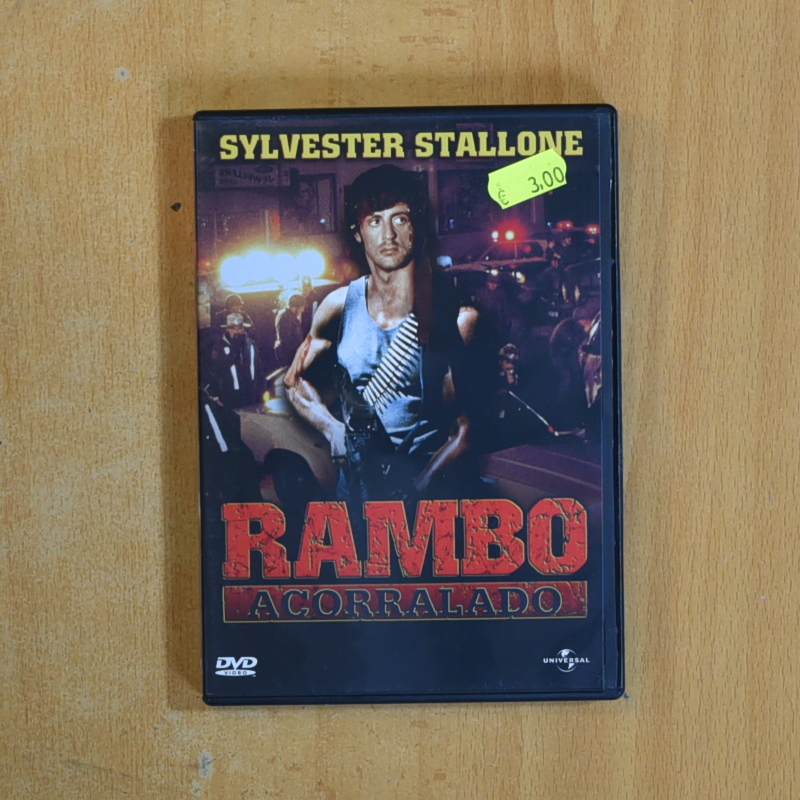 SYLVESTER STALLONE
€ 3,00
RAMBO
ACORRALADO
DVD
VIDEO
UNIVERSAL